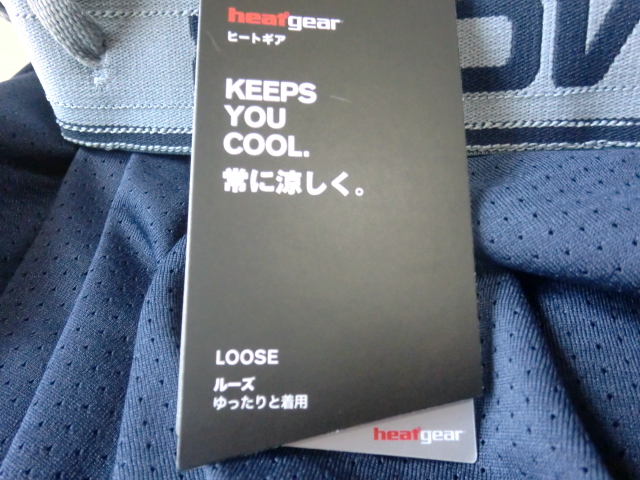 heatgear
ヒートギア
KEEPS
YOU
COOL.
常に涼しく。
LOOSE
ルーズ
ゆったりと着用
heatgear